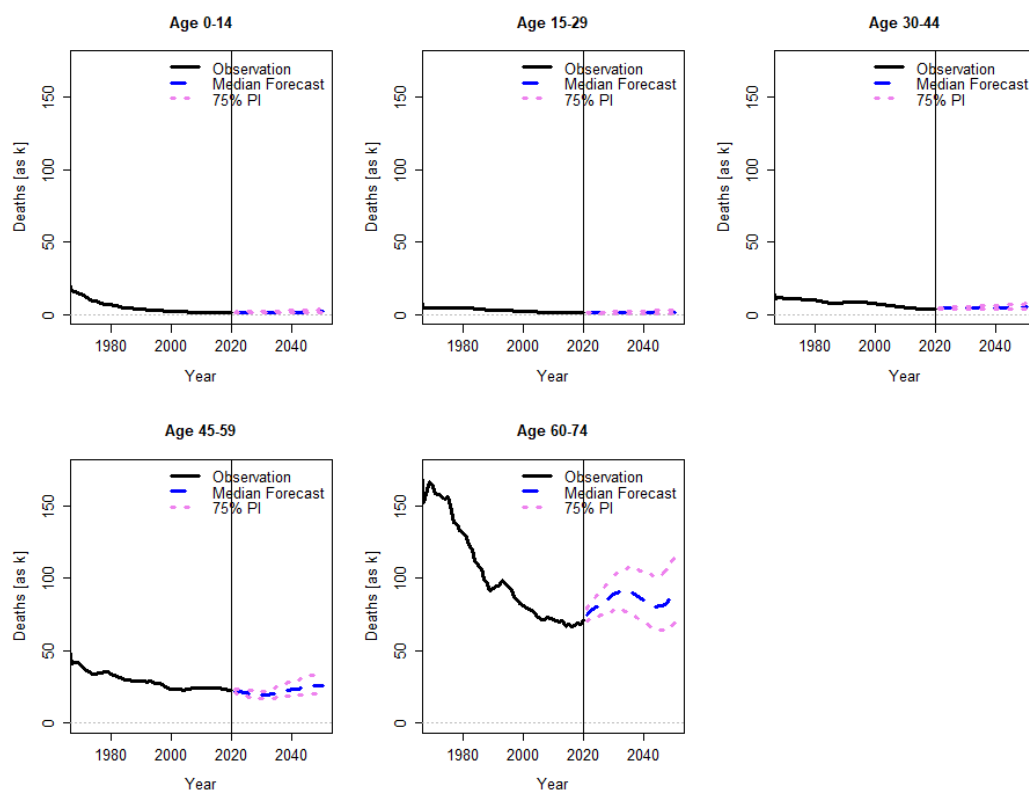 Age 0-14
Observation
Median Forecast
75% PI
Deaths [as k]
0
50
100
150
1980
2000
2020
2040
Year
Age 15-29
Observation
Median Forecast
75% PI
Deaths [as k]
0
50
100
150
1980
2000
2020
2040
Year
Age 30-44
Observation
Median Forecast
75% PI
Deaths [as k]
0
50
100
150
1980
2000
2020
2040
Year
Age 45-59
Observation
Median Forecast
75% PI
Deaths [as k]
0
50
100
150
1980
2000
2020
2040
Year
Age 60-74
Observation
Median Forecast
75% PI
Deaths [as k]
0
50
100
150
1980
2000
2020
2040
Year